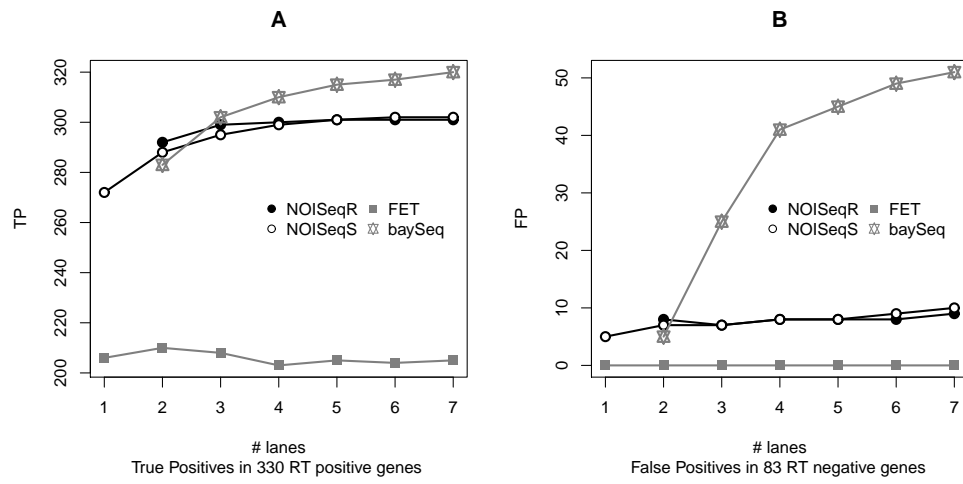 A
TP
320
300
280
260
240
220
200
NOISeqR
NOISeqS
FET
baySeq
1 2 3 4 5 6 7
# lanes
True Positives in 330 RT positive genes
B
FP
50
40
30
20
10
0
NOISeqR
NOISeqS
FET
baySeq
1 2 3 4 5 6 7
# lanes
False Positives in 83 RT negative genes